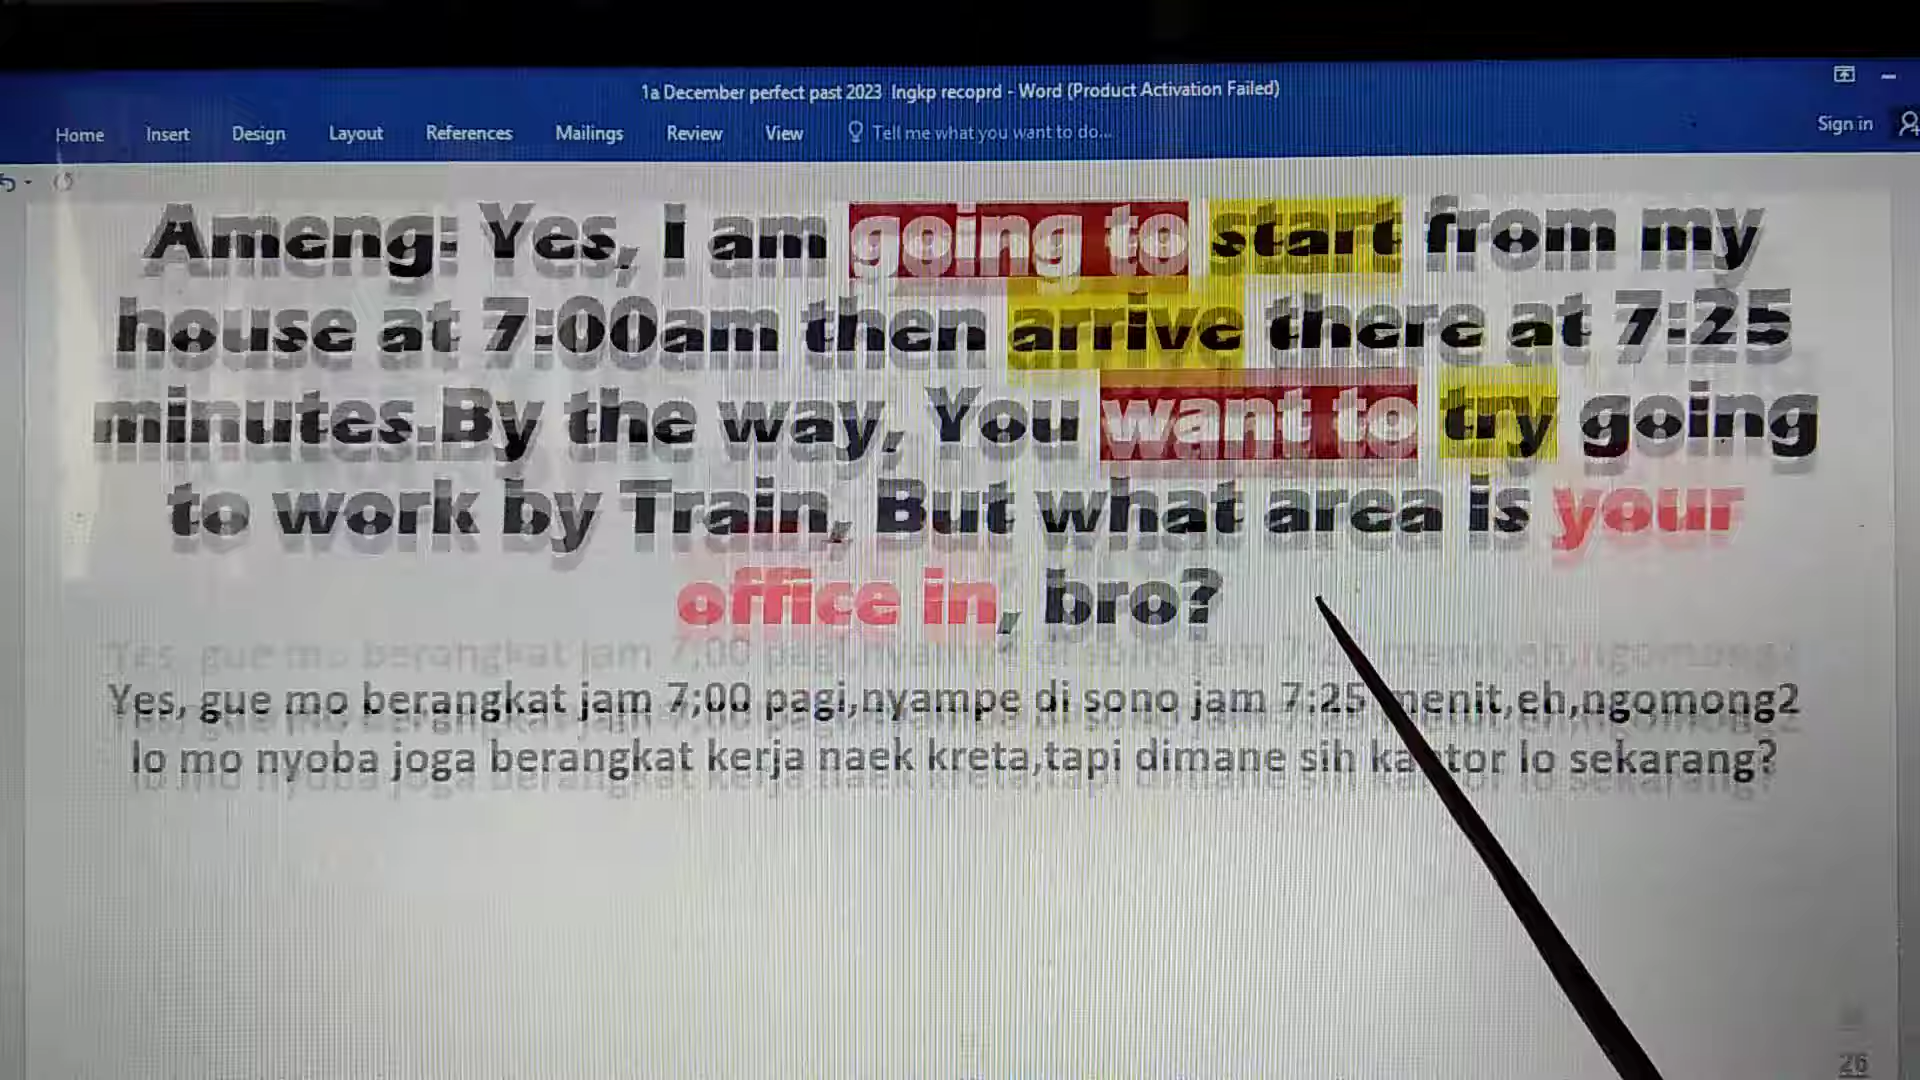 1a December perfect past 2023 Ingkp recoprd - Word (Product Activation Failed)
Home Insert Design Layout References Mailings Review View Tell me what you want to do... Sign in
Ameng: Yes, I am going to start from my
house at 7:00am then arrive there at 7:25
minutes.By the way, You want to try going
to work by Train, But what area is your
office in, bro?
Yes, gue mo berangkat jam 7;00 pagi,nyampe di sono jam 7:25 menit,eh,ngomong2
lo mo nyoba joga berangkat kerja naek kreta,tapi dimane sih kantor lo sekarang?
26